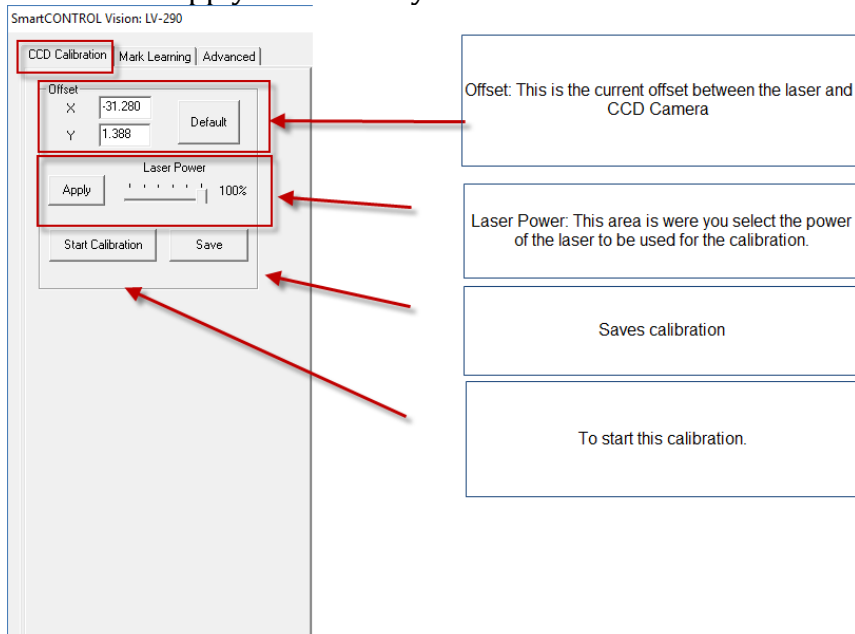 apply
SmartCONTROL Vision: LV-290
CCD Calibration Mark Learning Advanced
Offset
X -31.280
Default
Y 1.388
Laser Power
Apply 100%
Start Calibration Save
Offset: This is the current offset between the laser and
CCD Camera
Laser Power: This area is were you select the power
of the laser to be used for the calibration.
Saves calibration
To start this calibration.